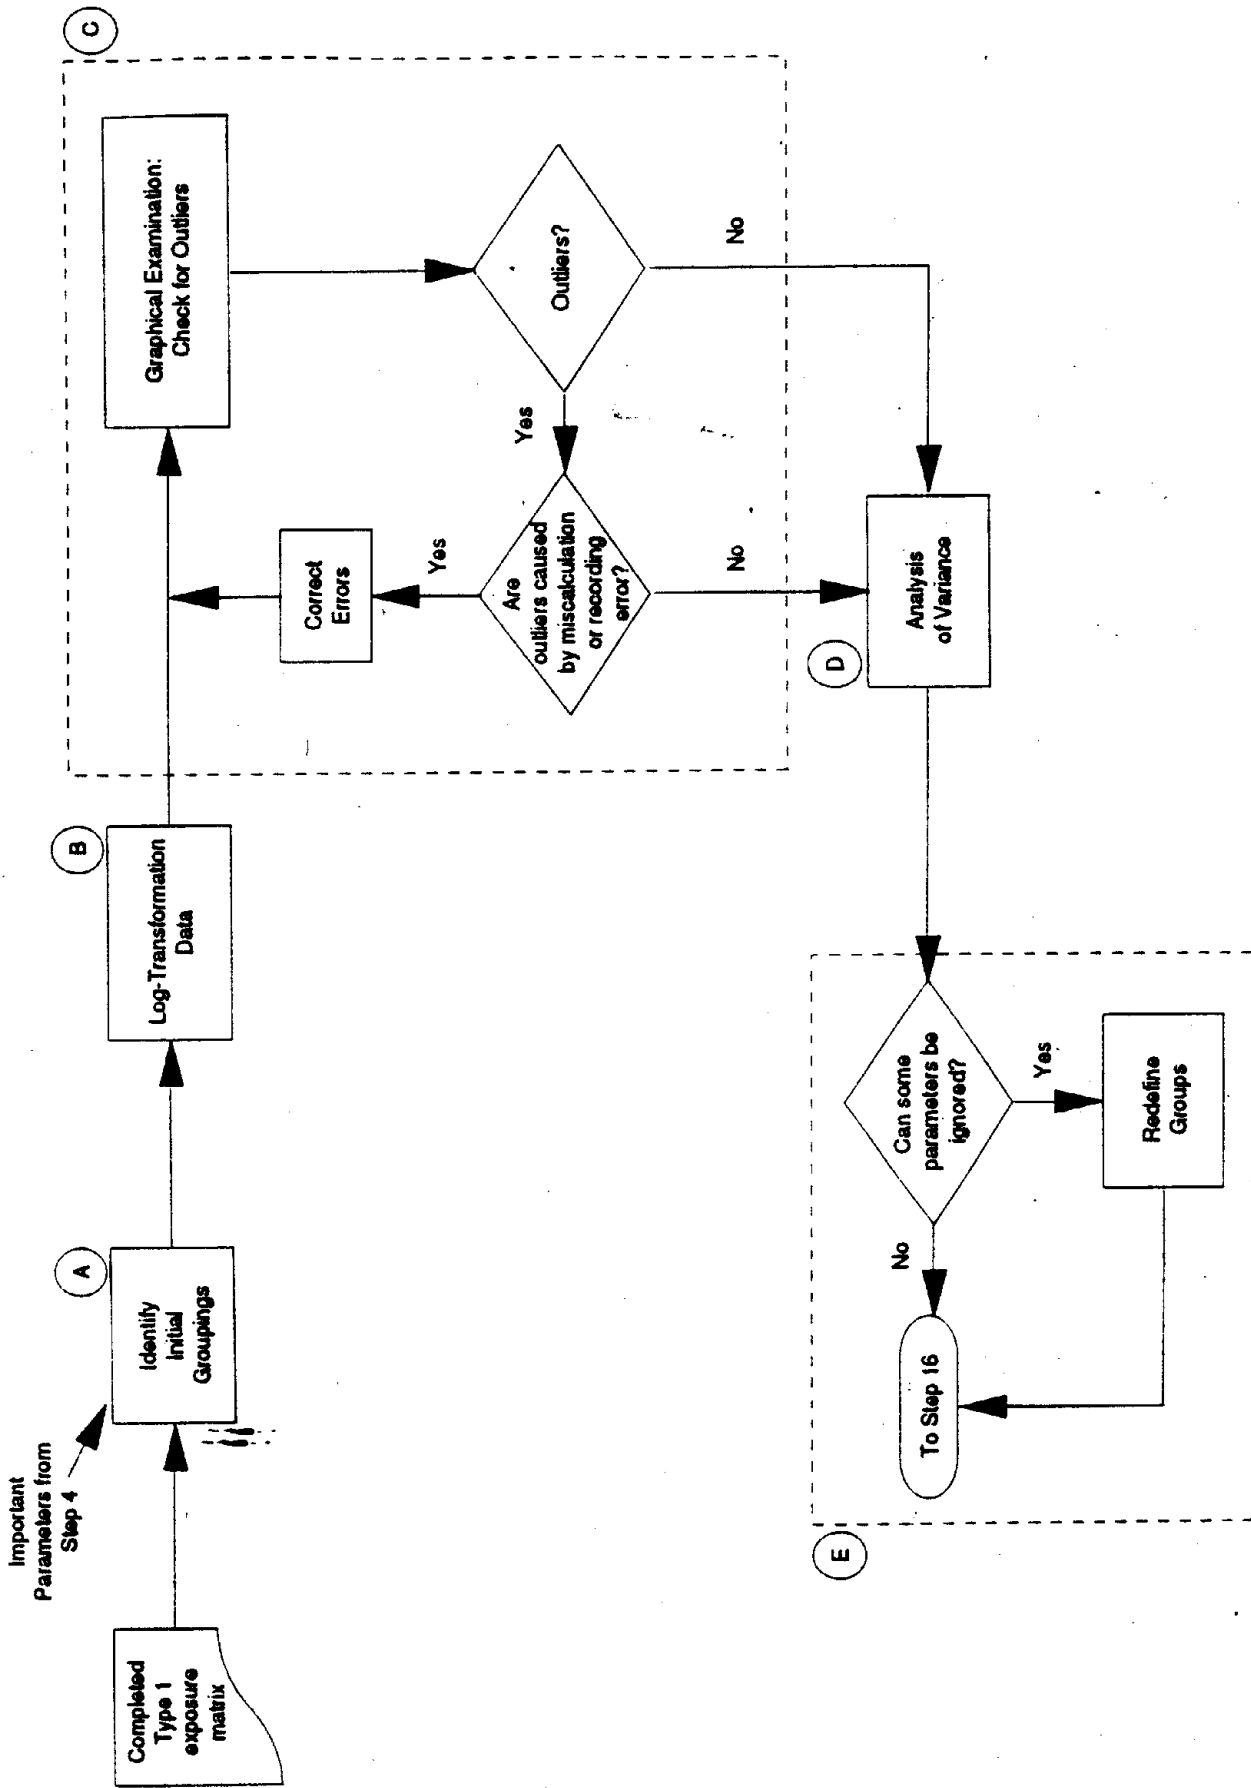 Completed
Type 1
exposure
matrix
Important
Parameters from
Step 4
A
Identify
Initial
Groupings
B
Log-Transformation
Data
C
Graphical Examination:
Check for Outliers
Outliers?
Yes
No
Are
outliers caused
by miscalculation
or recording
error?
Yes
No
Correct
Errors
D
Analysis
of Variance
E
Can some
parameters be
ignored?
Yes
No
Redefine
Groups
To Step 16